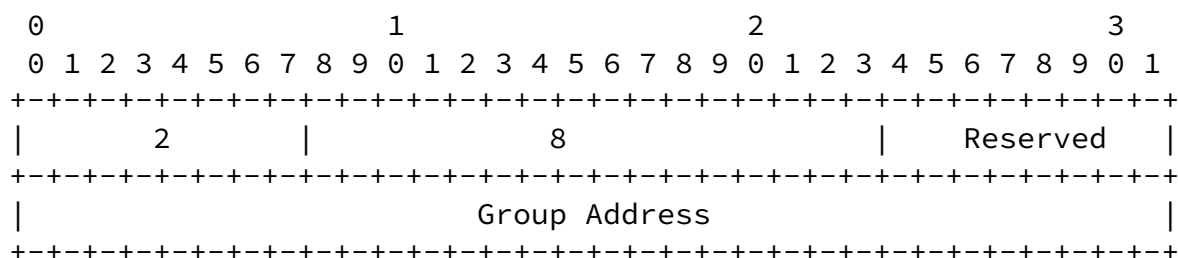 0                   1                   2                   3
 0 1 2 3 4 5 6 7 8 9 0 1 2 3 4 5 6 7 8 9 0 1 2 3 4 5 6 7 8 9 0 1
+-+-+-+-+-+-+-+-+-+-+-+-+-+-+-+-+-+-+-+-+-+-+-+-+-+-+-+-+-+-+-+-+
|       2       |             8                 |    Reserved   |
+-+-+-+-+-+-+-+-+-+-+-+-+-+-+-+-+-+-+-+-+-+-+-+-+-+-+-+-+-+-+-+-+
|                         Group Address                         |
+-+-+-+-+-+-+-+-+-+-+-+-+-+-+-+-+-+-+-+-+-+-+-+-+-+-+-+-+-+-+-+-+